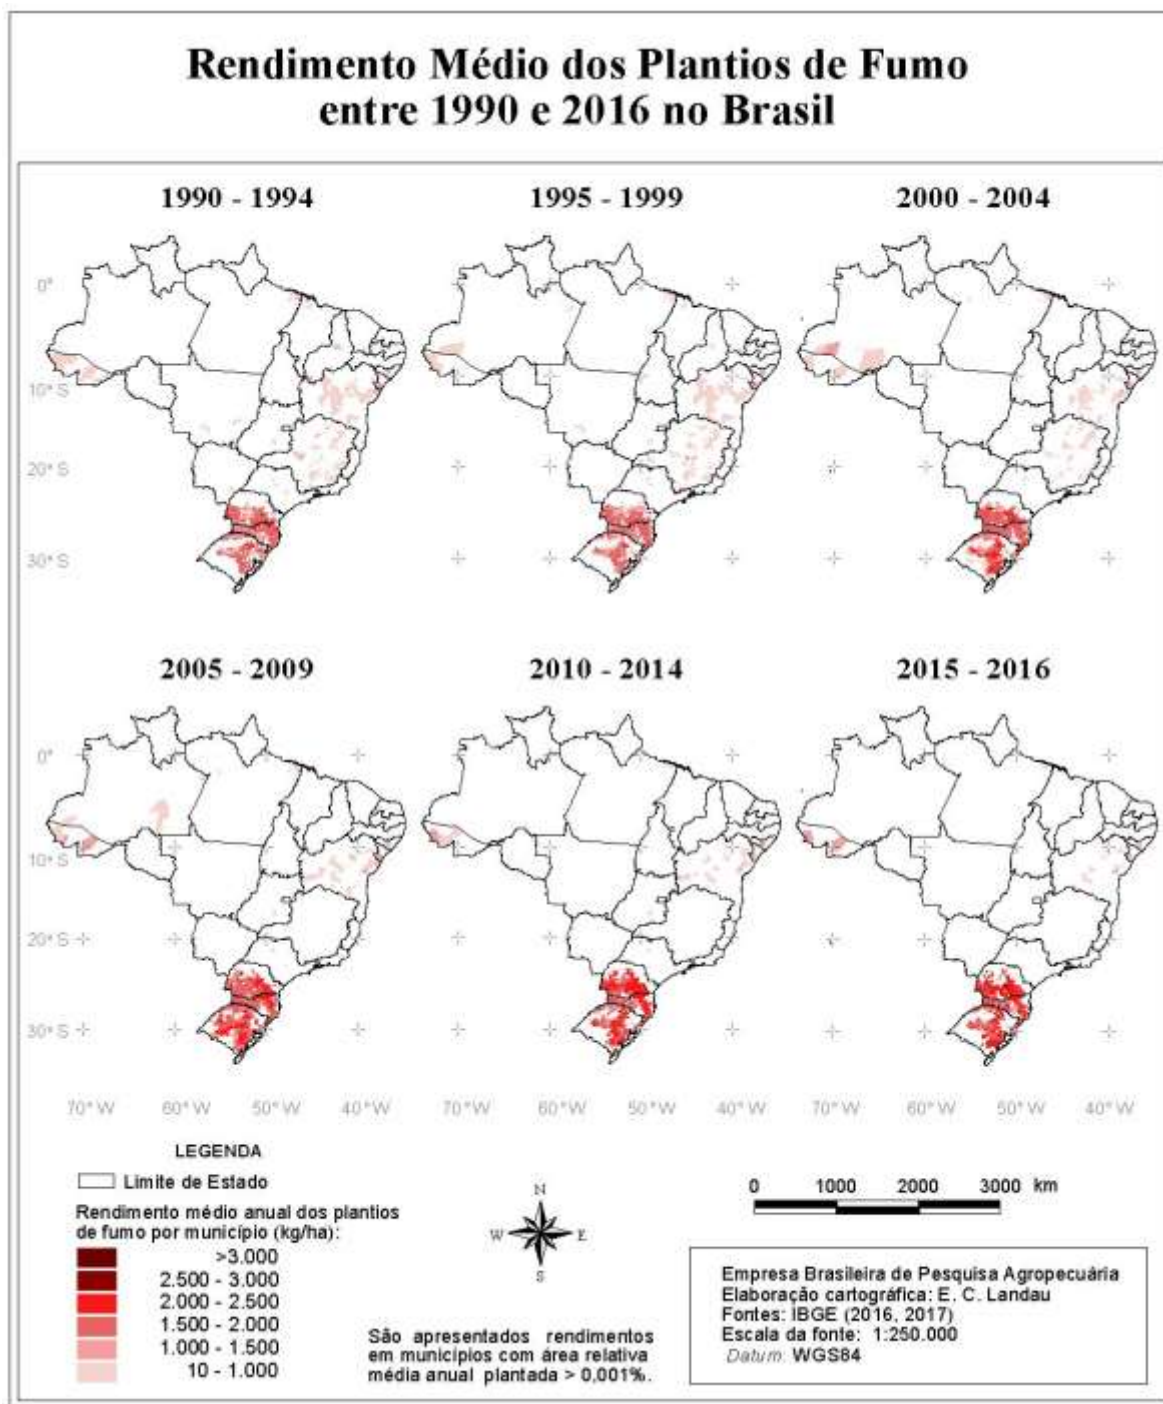 Rendimento Médio dos Plantios de Fumo
entre 1990 e 2016 no Brasil
1990 - 1994
1995 - 1999
2000 - 2004
0°
10° S
20° S
30° S
2005 - 2009
2010 - 2014
2015 - 2016
0°
10° S
20° S
30° S
70° W 60° W 50° W 40° W 70° W 60° W 50° W 40° W 70° W 60° W 50° W 40° W
LEGENDA
Limite de Estado
Rendimento médio anual dos plantios
de fumo por município (kg/ha):
>3.000
2.500 - 3.000
2.000 - 2.500
1.500 - 2.000
1.000 - 1.500
10 - 1.000
N
W E
S
São apresentados rendimentos
em municípios com área relativa
média anual plantada > 0,001%.
0 1000 2000 3000 km
Empresa Brasileira de Pesquisa Agropecuária
Elaboração cartográfica: E. C. Landau
Fontes: IBGE (2016, 2017)
Escala da fonte: 1:250.000
Datum: WGS84